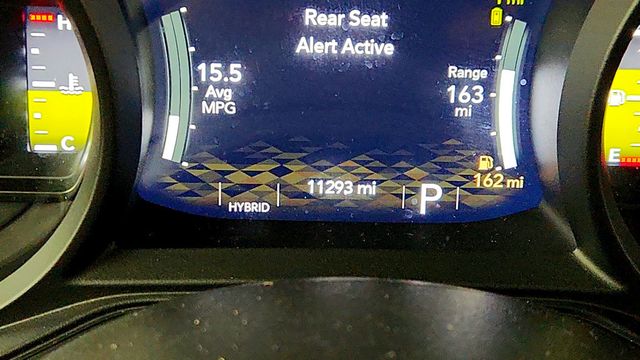 H
Rear Seat
Alert Active
15.5
Avg
MPG
Range
163
mi
C
E
162 mi
11293 mi
P
HYBRID